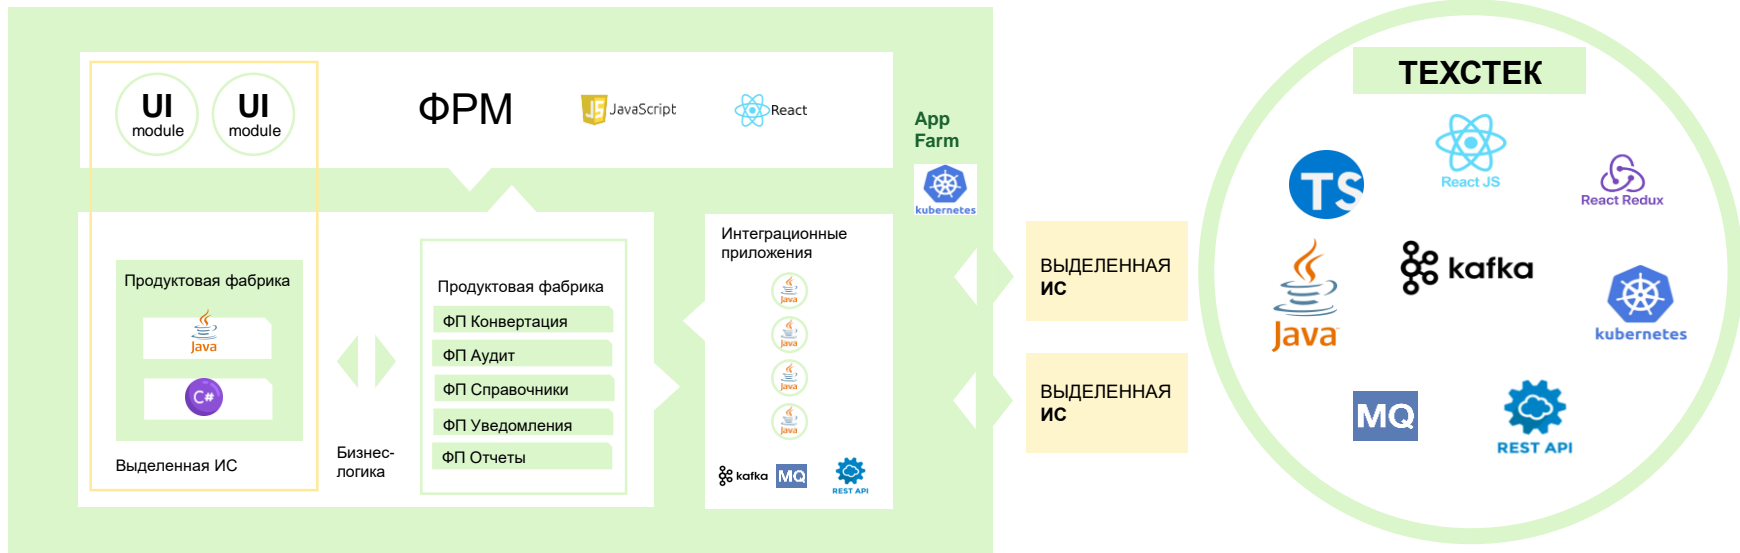 UI
module
UI
module
ФРМ
JS JavaScript
React
App
Farm
kubernetes
Продуктовая фабрика
Java
C#
Выделенная ИС
Бизнес-
логика
Продуктовая фабрика
ФП Конвертация
ФП Аудит
ФП Справочники
ФП Уведомления
ФП Отчеты
Интеграционные
приложения
Java
Java
Java
Java
kafka
MQ
REST API
ВЫДЕЛЕННАЯ
ИС
ВЫДЕЛЕННАЯ
ИС
ТЕХСТЕК
React JS
TS
React Redux
Java
kafka
kubernetes
MQ
REST API